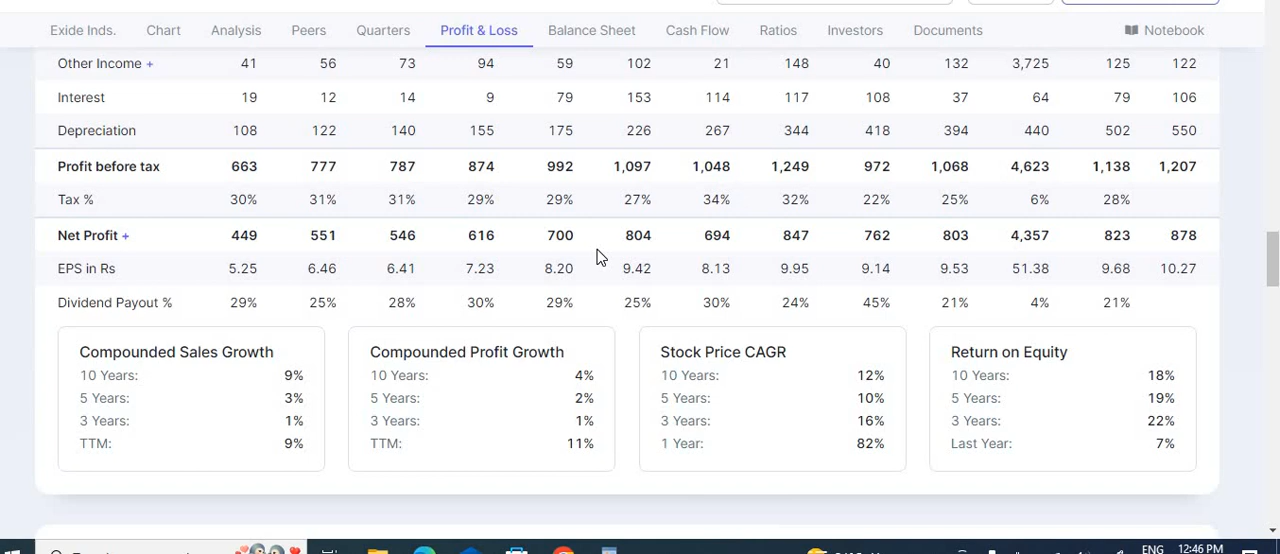 Exide Inds. Chart Analysis Peers Quarters Profit & Loss Balance Sheet Cash Flow Ratios Investors Documents Notebook
Other Income + 41 56 73 94 59 102 21 148 40 132 3,725 125 122
Interest 19 12 14 9 79 153 114 117 108 37 64 79 106
Depreciation 108 122 140 155 175 226 267 344 418 394 440 502 550
Profit before tax 663 777 787 874 992 1,097 1,048 1,249 972 1,068 4,623 1,138 1,207
Tax % 30% 31% 31% 29% 29% 27% 34% 32% 22% 25% 6% 28%
Net Profit + 449 551 546 616 700 804 694 847 762 803 4,357 823 878
EPS in Rs 5.25 6.46 6.41 7.23 8.20 9.42 8.13 9.95 9.14 9.53 51.38 9.68 10.27
Dividend Payout % 29% 25% 28% 30% 29% 25% 30% 24% 45% 21% 4% 21%
Compounded Sales Growth
10 Years: 9%
5 Years: 3%
3 Years: 1%
TTM: 9%
Compounded Profit Growth
10 Years: 4%
5 Years: 2%
3 Years: 1%
TTM: 11%
Stock Price CAGR
10 Years: 12%
5 Years: 10%
3 Years: 16%
1 Year: 82%
Return on Equity
10 Years: 18%
5 Years: 19%
3 Years: 22%
Last Year: 7%
ENG 12:46 PM